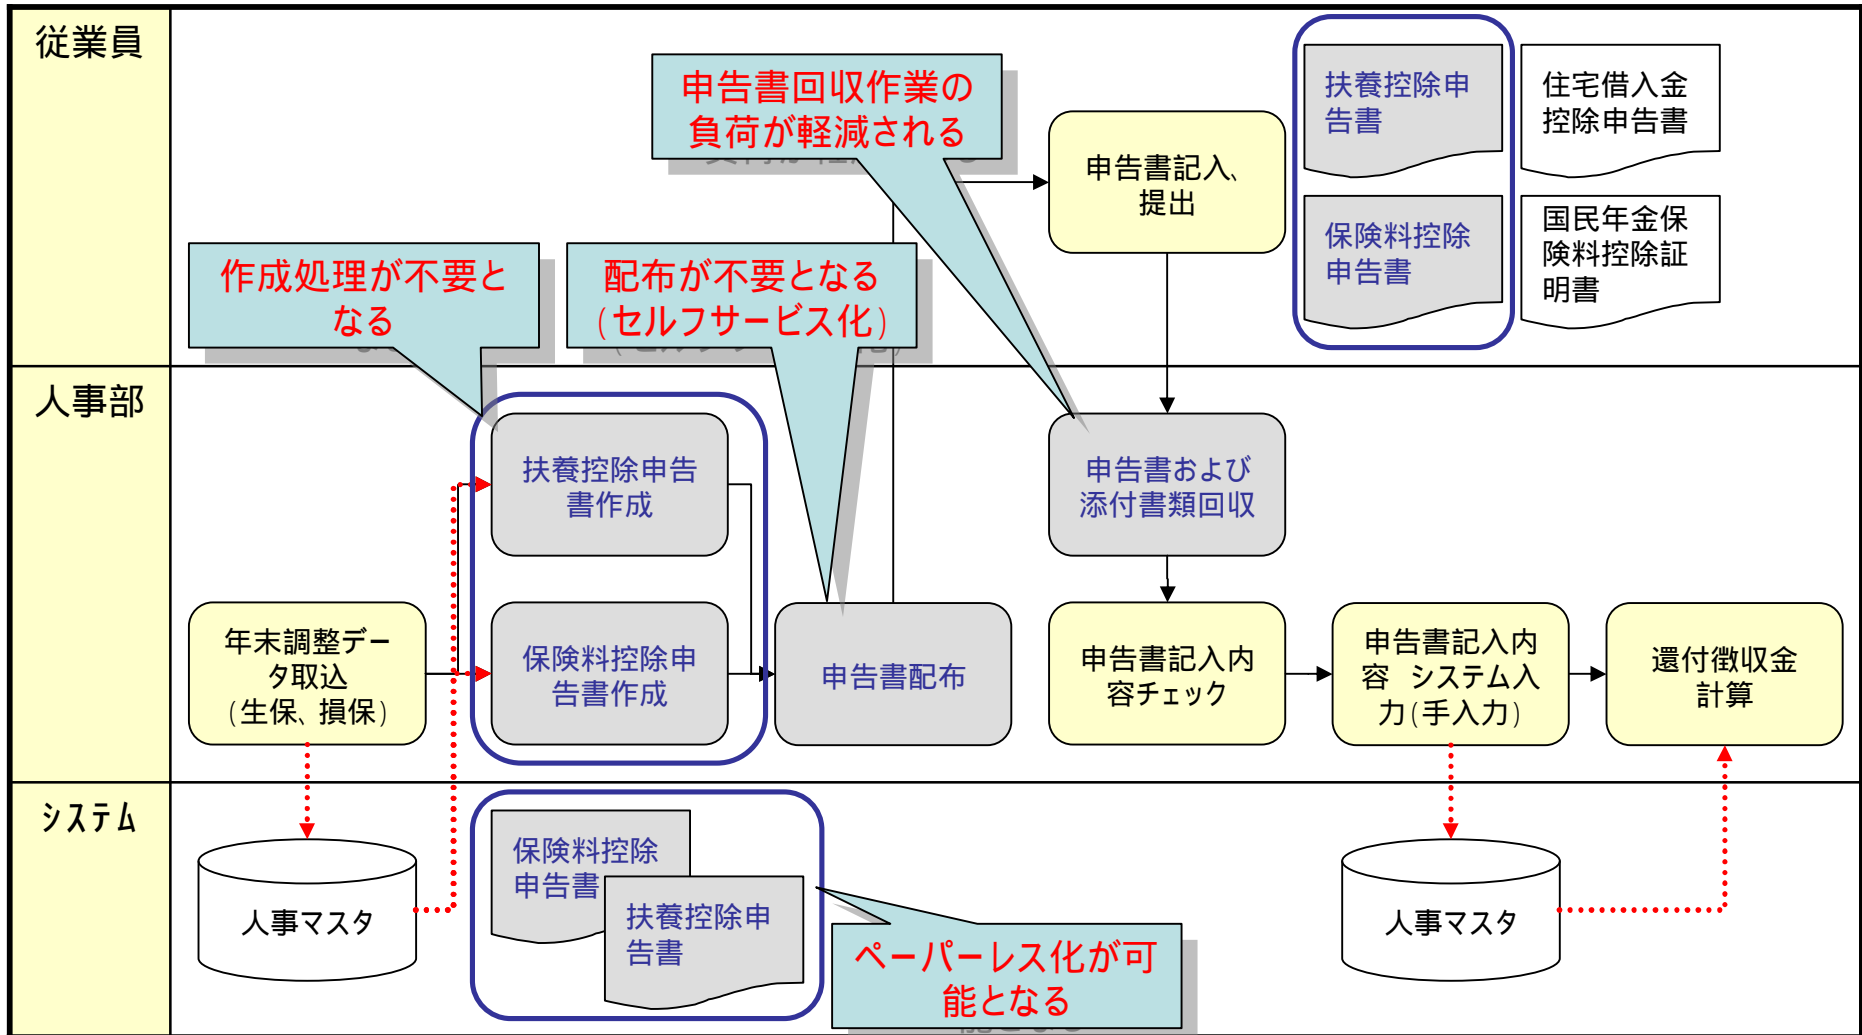 従業員
申告書回収作業の
負荷が軽減される
申告書記入、
提出
扶養控除申
告書
住宅借入金
控除申告書
保険料控除
申告書
国民年金保
険料控除証
明書
作成処理が不要と
なる
配布が不要となる
(セルフサービス化)
人事部
扶養控除申告
書作成
申告書および
添付書類回収
年末調整デー
タ取込
(生保、損保)
保険料控除申
告書作成
申告書配布
申告書記入内
容チェック
申告書記入内
容 システム入
力(手入力)
還付徴収金
計算
システム
人事マスタ
保険料控除
申告書
扶養控除申
告書
ペーパーレス化が可
能となる
人事マスタ